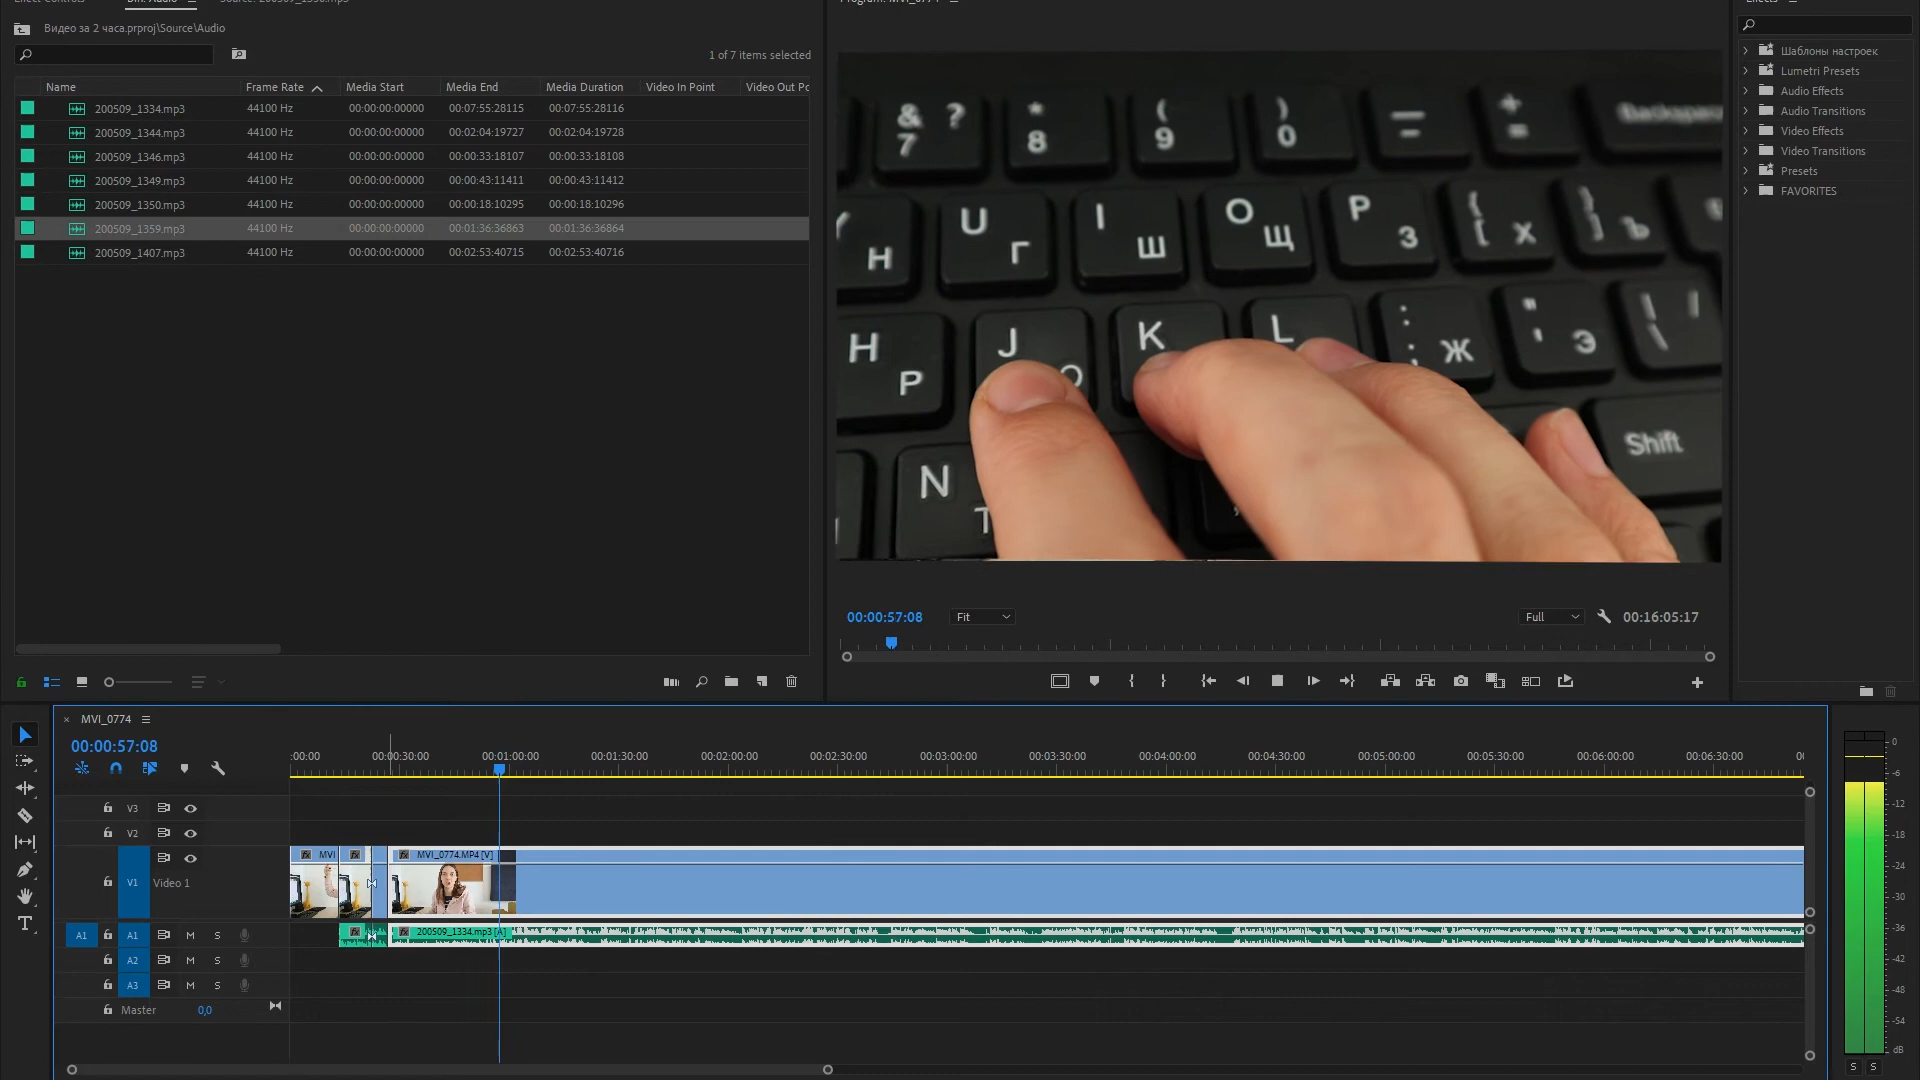 Effect Controls
Bin: Audio
Source: 200509_1350.mp3
Program: MVI_0774
Effects
Видео за 2 часа.prproj\Source\Audio
1 of 7 items selected
Name Frame Rate Media Start Media End Media Duration Video In Point Video Out Po
200509_1334.mp3 44100 Hz 00:00:00:00000 00:07:55:28115 00:07:55:28116
200509_1344.mp3 44100 Hz 00:00:00:00000 00:02:04:19727 00:02:04:19728
200509_1346.mp3 44100 Hz 00:00:00:00000 00:00:33:18107 00:00:33:18108
200509_1349.mp3 44100 Hz 00:00:00:00000 00:00:43:11411 00:00:43:11412
200509_1350.mp3 44100 Hz 00:00:00:00000 00:00:18:10295 00:00:18:10296
200509_1359.mp3 44100 Hz 00:00:00:00000 00:01:36:36863 00:01:36:36864
200509_1407.mp3 44100 Hz 00:00:00:00000 00:02:53:40715 00:02:53:40716
& ? 7 * 8 ( 9 ) 0 — – + = Backspac
Н U Г I Ш O Щ P З { [ Х } ] Ъ
H Р J О K L : ; Ж " ' Э | \
N Т Shift
00:00:57:08 Fit Full 00:16:05:17
Шаблоны настроек
Lumetri Presets
Audio Effects
Audio Transitions
Video Effects
Video Transitions
Presets
FAVORITES
× MVI_0774
00:00:57:08
:00:00 00:00:30:00 00:01:00:00 00:01:30:00 00:02:00:00 00:02:30:00 00:03:00:00 00:03:30:00 00:04:00:00 00:04:30:00 00:05:00:00 00:05:30:00 00:06:00:00 00:06:30:00 00
V3
V2
V1 Video 1
fx MVI fx fx MVI_0774.MP4 [V]
A1 A1 M S
fx fx 200509_1334.mp3 [A]
A2 M S
A3 M S
Master 0,0
0
-6
-12
-18
-24
-30
-36
-42
-48
-54
dB
S S